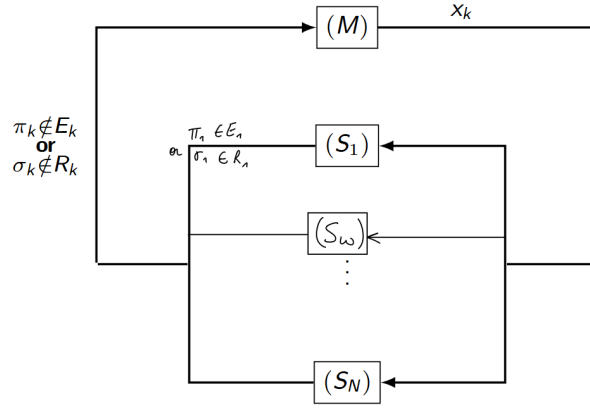 (M)
x_k
π_k∉E_k
or
σ_k∉R_k
π_1 ∈ E_1
or σ_1 ∈ R_1
(S_1)
(S_ω)
⋮
(S_N)